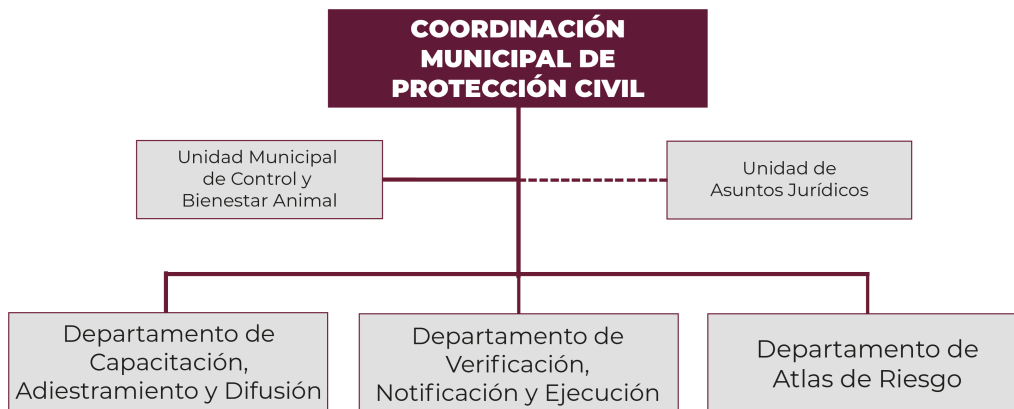 COORDINACIÓN
MUNICIPAL DE
PROTECCIÓN CIVIL
Unidad Municipal
de Control y
Bienestar Animal
Unidad de
Asuntos Jurídicos
Departamento de
Capacitación,
Adiestramiento y Difusión
Departamento de
Verificación,
Notificación y Ejecución
Departamento de
Atlas de Riesgo